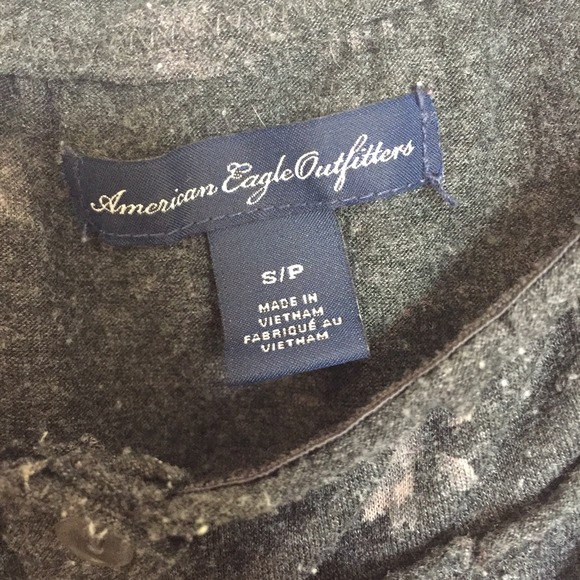 American Eagle Outfitters
S/P
MADE IN
VIETNAM
FABRIQUÉ AU
VIETNAM